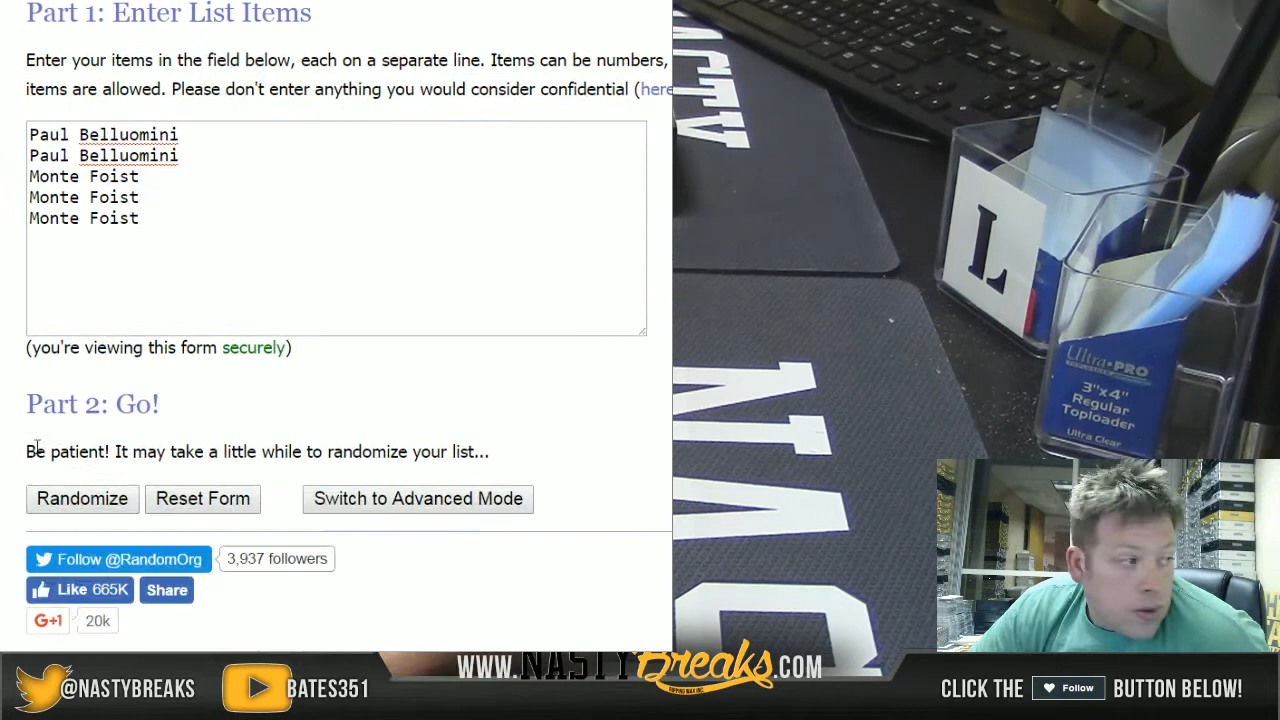 Part 1: Enter List Items
Enter your items in the field below, each on a separate line. Items can be numbers,
items are allowed. Please don't enter anything you would consider confidential (here
Paul Belluomini
Paul Belluomini
Monte Foist
Monte Foist
Monte Foist
(you're viewing this form securely)
Part 2: Go!
Be patient! It may take a little while to randomize your list...
Randomize
Reset Form
Switch to Advanced Mode
Follow @RandomOrg
3,937 followers
Like 665K
Share
G+1
20k
L
Ultra•PRO
3"x4"
Regular
Toploader
Ultra Clear
@NASTYBREAKS
BATES351
WWW.NASTYBreaks.COM
RIPPING WAX INC.
CLICK THE
Follow
BUTTON BELOW!